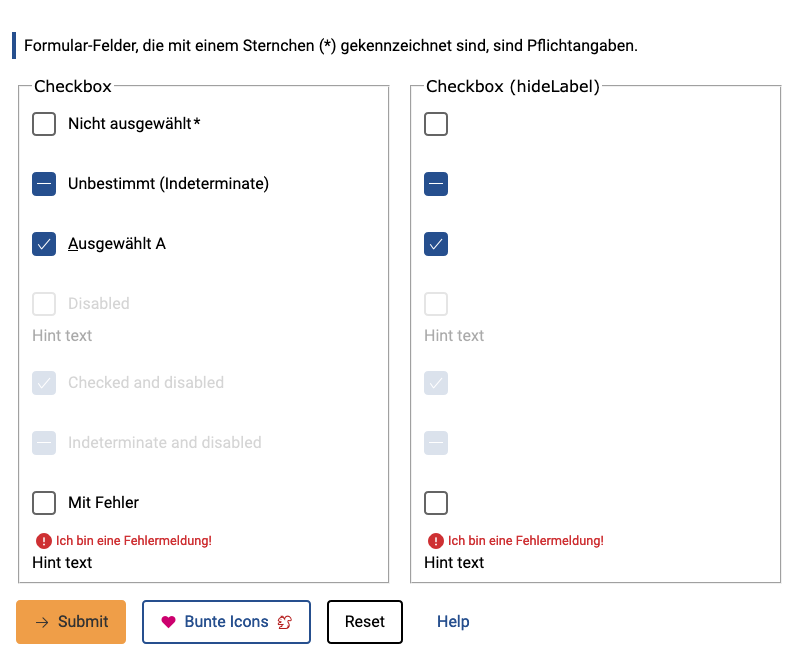 Formular-Felder, die mit einem Sternchen (*) gekennzeichnet sind, sind Pflichtangaben.
Checkbox
Nicht ausgewählt*
Unbestimmt (Indeterminate)
Ausgewählt A
Disabled
Hint text
Checked and disabled
Indeterminate and disabled
Mit Fehler
Ich bin eine Fehlermeldung!
Hint text
Checkbox (hideLabel)
Hint text
Ich bin eine Fehlermeldung!
Hint text
Submit
Bunte Icons
Reset
Help